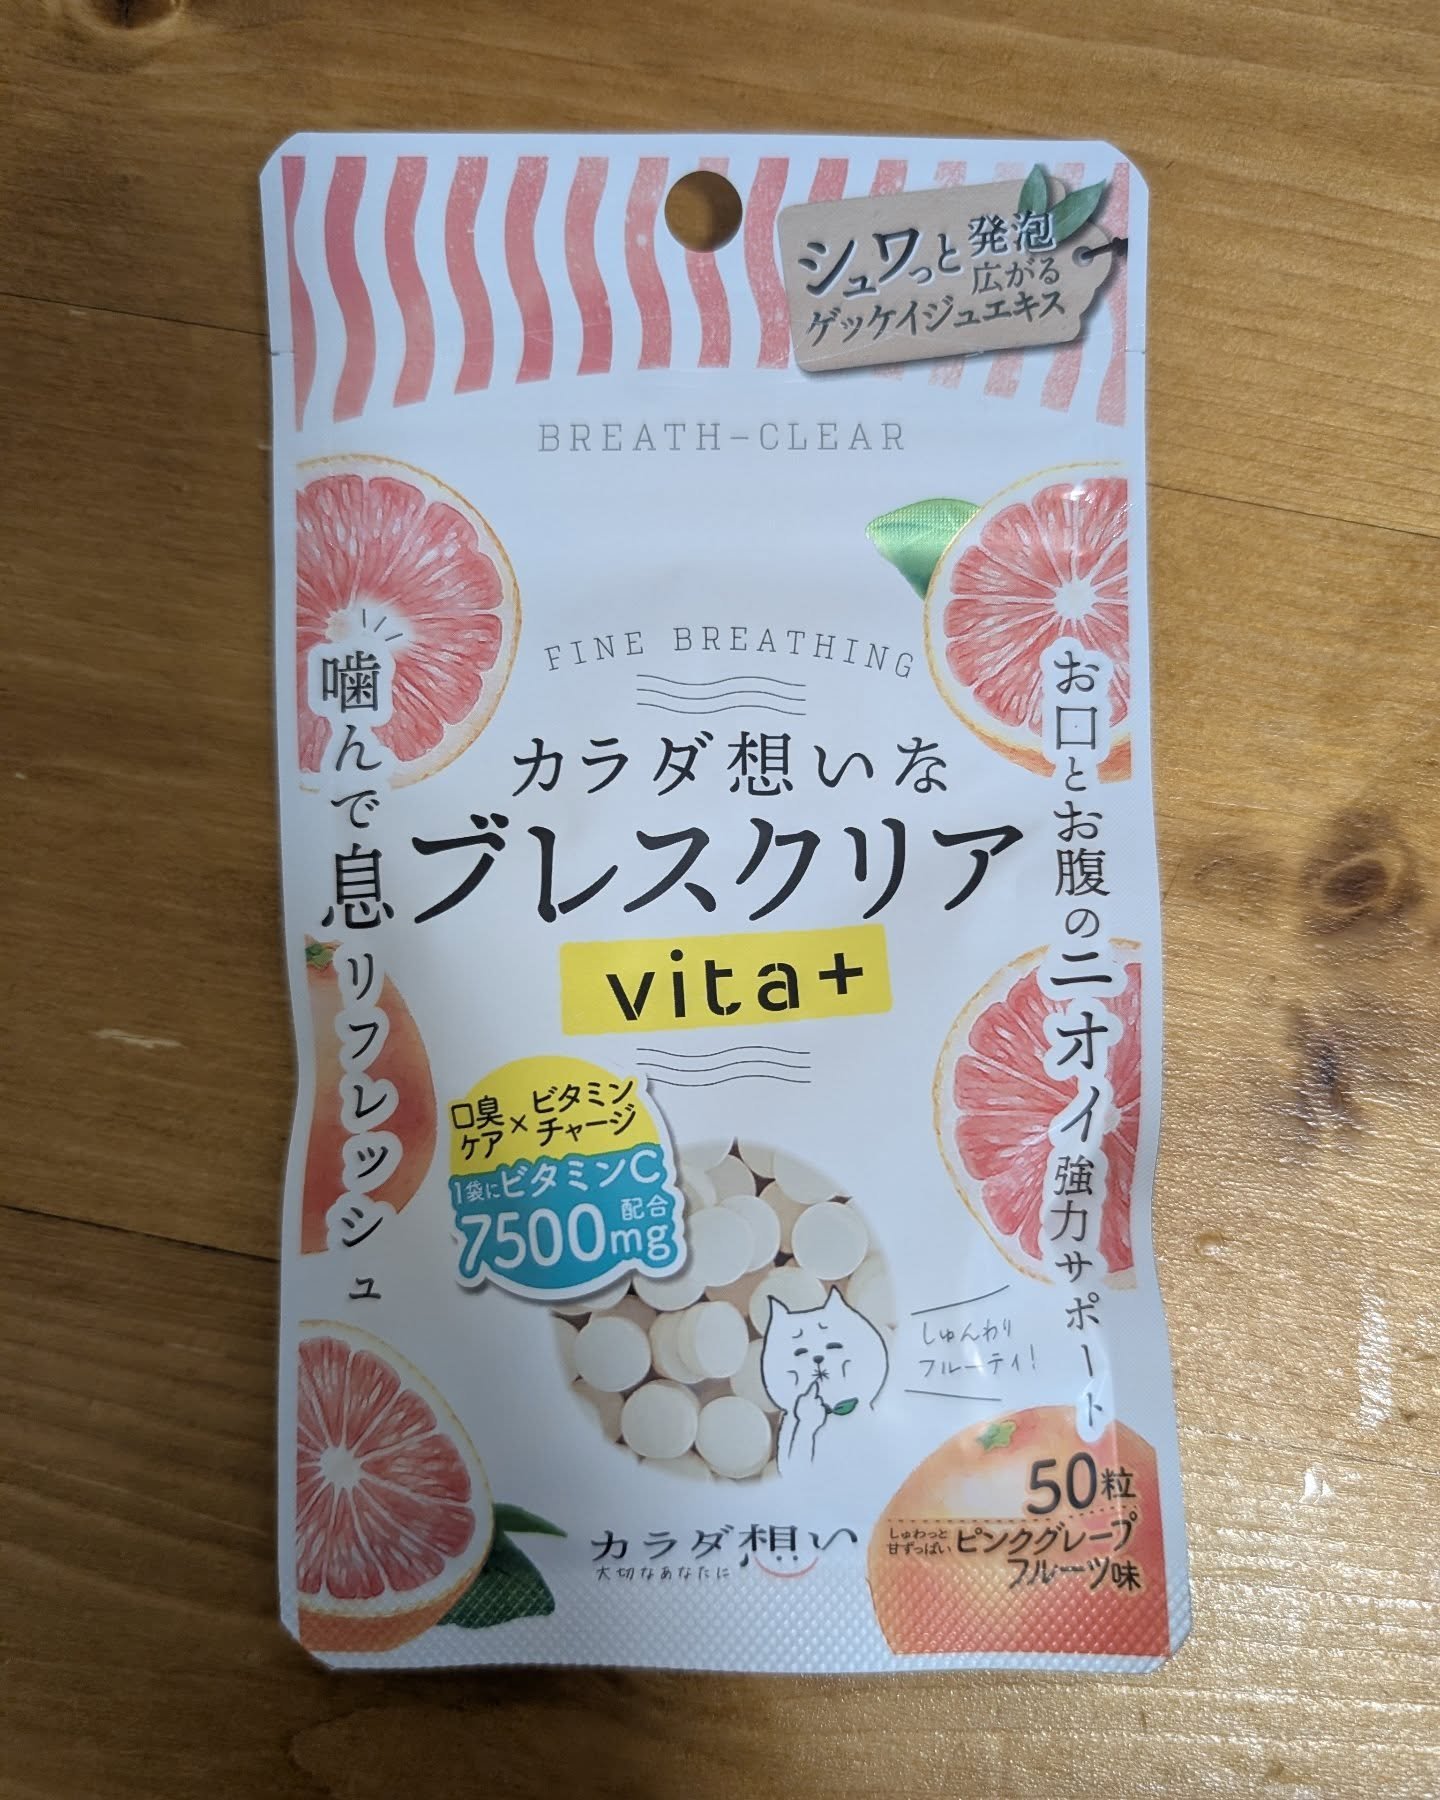 シュワっと発泡
広がる
ゲッケイジュエキス
BREATH-CLEAR
FINE BREATHING
カラダ想いな
ブレスクリア
vita+
噛んで息リフレッシュ
お口とお腹のニオイ強力サポート
口臭ケア×ビタミンチャージ
1袋にビタミンC
7500mg配合
しゅんわり
フルーティ!
50粒
しゅわっと
甘ずっぱい
ピンクグレープ
フルーツ味
カラダ想い
大切なあなたに